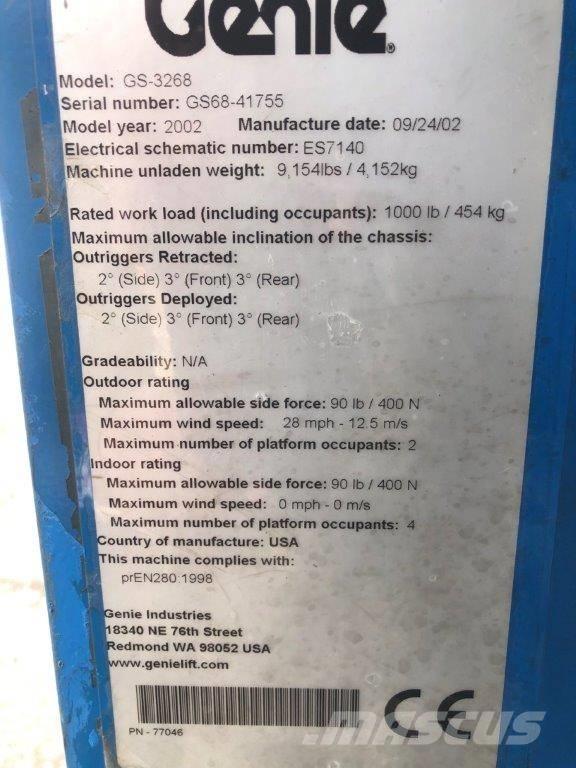 Genie
Model: GS-3268
Serial number: GS68-41755
Model year: 2002 Manufacture date: 09/24/02
Electrical schematic number: ES7140
Machine unladen weight: 9,154lbs / 4,152kg
Rated work load (including occupants): 1000 lb / 454 kg
Maximum allowable inclination of the chassis:
Outriggers Retracted:
2° (Side) 3° (Front) 3° (Rear)
Outriggers Deployed:
2° (Side) 3° (Front) 3° (Rear)
Gradeability: N/A
Outdoor rating
Maximum allowable side force: 90 lb / 400 N
Maximum wind speed: 28 mph - 12.5 m/s
Maximum number of platform occupants: 2
Indoor rating
Maximum allowable side force: 90 lb / 400 N
Maximum wind speed: 0 mph - 0 m/s
Maximum number of platform occupants: 4
Country of manufacture: USA
This machine complies with:
prEN280:1998
Genie Industries
18340 NE 76th Street
Redmond WA 98052 USA
www.genielift.com
PN - 77046
CE
MASCUS